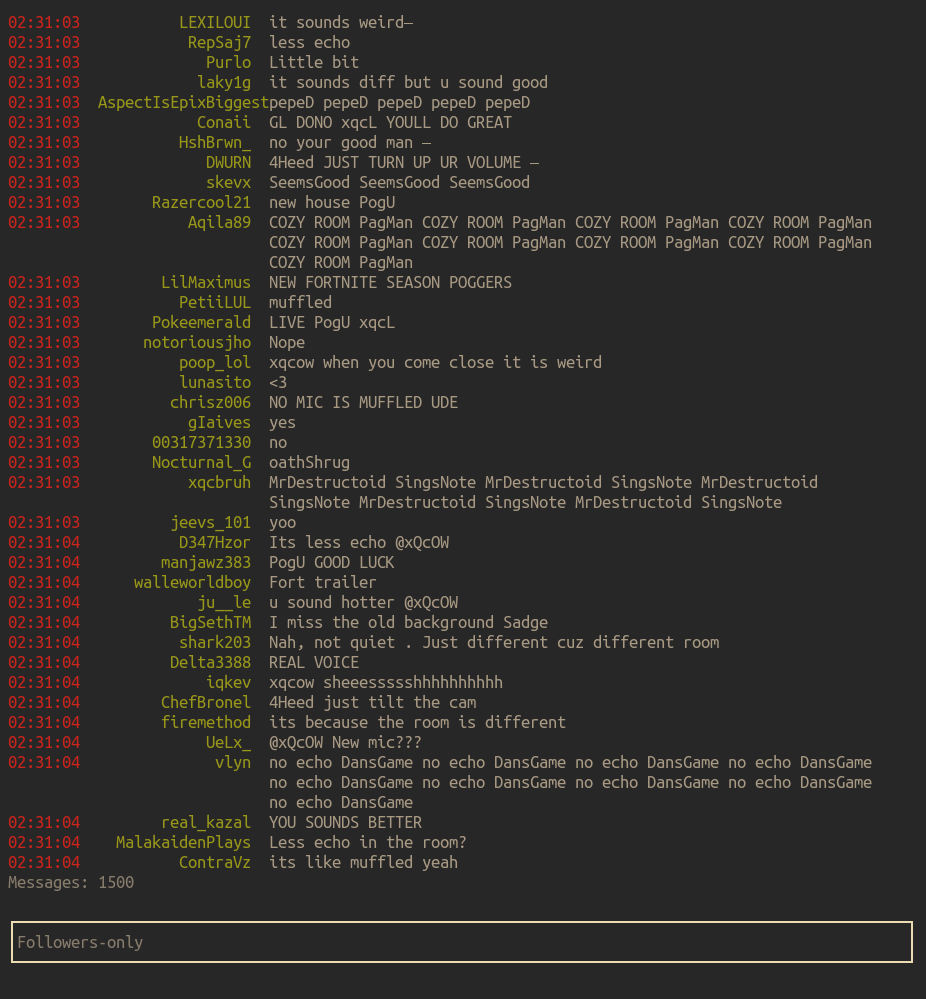 02:31:03 LEXILOUI it sounds weird—
02:31:03 RepSaj7 less echo
02:31:03 Purlo Little bit
02:31:03 laky1g it sounds diff but u sound good
02:31:03 AspectIsEpixBiggestpepeD pepeD pepeD pepeD pepeD
02:31:03 Conaii GL DONO xqcL YOULL DO GREAT
02:31:03 HshBrwn_ no your good man —
02:31:03 DWURN 4Heed JUST TURN UP UR VOLUME —
02:31:03 skevx SeemsGood SeemsGood SeemsGood
02:31:03 Razercool21 new house PogU
02:31:03 Aqila89 COZY ROOM PagMan COZY ROOM PagMan COZY ROOM PagMan COZY ROOM PagMan
COZY ROOM PagMan COZY ROOM PagMan COZY ROOM PagMan COZY ROOM PagMan
COZY ROOM PagMan
02:31:03 LilMaximus NEW FORTNITE SEASON POGGERS
02:31:03 PetiiLUL muffled
02:31:03 Pokeemerald LIVE PogU xqcL
02:31:03 notoriousjho Nope
02:31:03 poop_lol xqcow when you come close it is weird
02:31:03 lunasito <3
02:31:03 chrisz006 NO MIC IS MUFFLED UDE
02:31:03 gIaives yes
02:31:03 00317371330 no
02:31:03 Nocturnal_G oathShrug
02:31:03 xqcbruh MrDestructoid SingsNote MrDestructoid SingsNote MrDestructoid
SingsNote MrDestructoid SingsNote MrDestructoid SingsNote
02:31:03 jeevs_101 yoo
02:31:04 D347Hzor Its less echo @xQcOW
02:31:04 manjawz383 PogU GOOD LUCK
02:31:04 walleworldboy Fort trailer
02:31:04 ju__le u sound hotter @xQcOW
02:31:04 BigSethTM I miss the old background Sadge
02:31:04 shark203 Nah, not quiet . Just different cuz different room
02:31:04 Delta3388 REAL VOICE
02:31:04 iqkev xqcow sheeessssshhhhhhhhhh
02:31:04 ChefBronel 4Heed just tilt the cam
02:31:04 firemethod its because the room is different
02:31:04 UeLx_ @xQcOW New mic???
02:31:04 vlyn no echo DansGame no echo DansGame no echo DansGame no echo DansGame
no echo DansGame no echo DansGame no echo DansGame no echo DansGame
no echo DansGame
02:31:04 real_kazal YOU SOUNDS BETTER
02:31:04 MalakaidenPlays Less echo in the room?
02:31:04 ContraVz its like muffled yeah
Messages: 1500
Followers-only